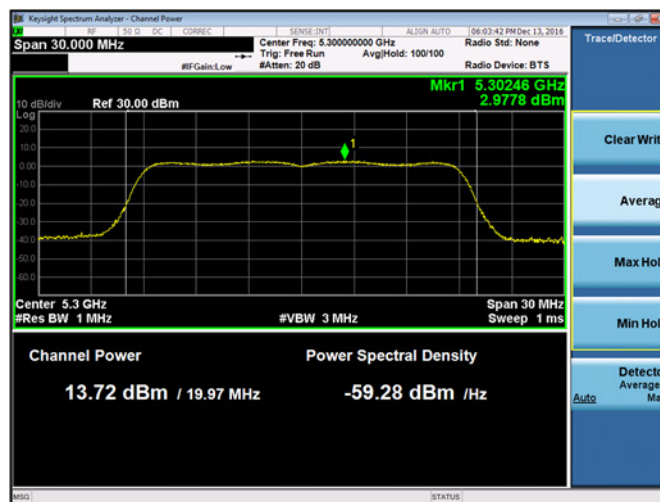 Keysight Spectrum Analyzer - Channel Power
RF 50 Ω DC CORREC SENSE:INT ALIGN AUTO 06:03:42 PM Dec 13, 2016
Span 30.000 MHz
Center Freq: 5.300000000 GHz Radio Std: None
Trig: Free Run Avg|Hold: 100/100
#IFGain:Low #Atten: 20 dB Radio Device: BTS
Mkr1 5.30246 GHz
2.9778 dBm
10 dB/div Ref 30.00 dBm
Log
20.0
10.0
0.00
-10.0
-20.0
-30.0
-40.0
-50.0
-60.0
1
Center 5.3 GHz Span 30 MHz
#Res BW 1 MHz #VBW 3 MHz Sweep 1 ms
Channel Power Power Spectral Density
13.72 dBm / 19.97 MHz -59.28 dBm /Hz
MSG STATUS
Trace/Detector
Clear Writ
Averag
Max Hol
Min Hol
Detecto
Average
Auto Ma